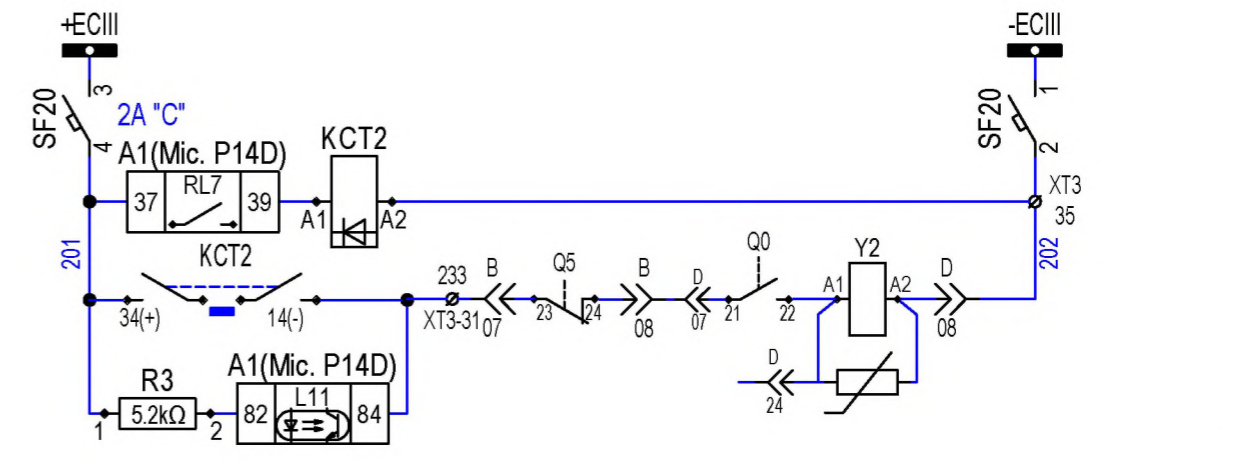 +ECIII
-ECIII
3
1
SF20
2A "C"
SF20
4
2
KCT2
A1(Mic. P14D)
RL7
37
39
XT3
A1
A2
35
201
KCT2
202
Q0
233
B
Q5
B
D
Y2
D
A1
A2
34(+)
14(-)
XT3-31
07
23
24
08
07
21
22
08
A1(Mic. P14D)
D
R3
L11
5.2kΩ
82
84
24
1
2